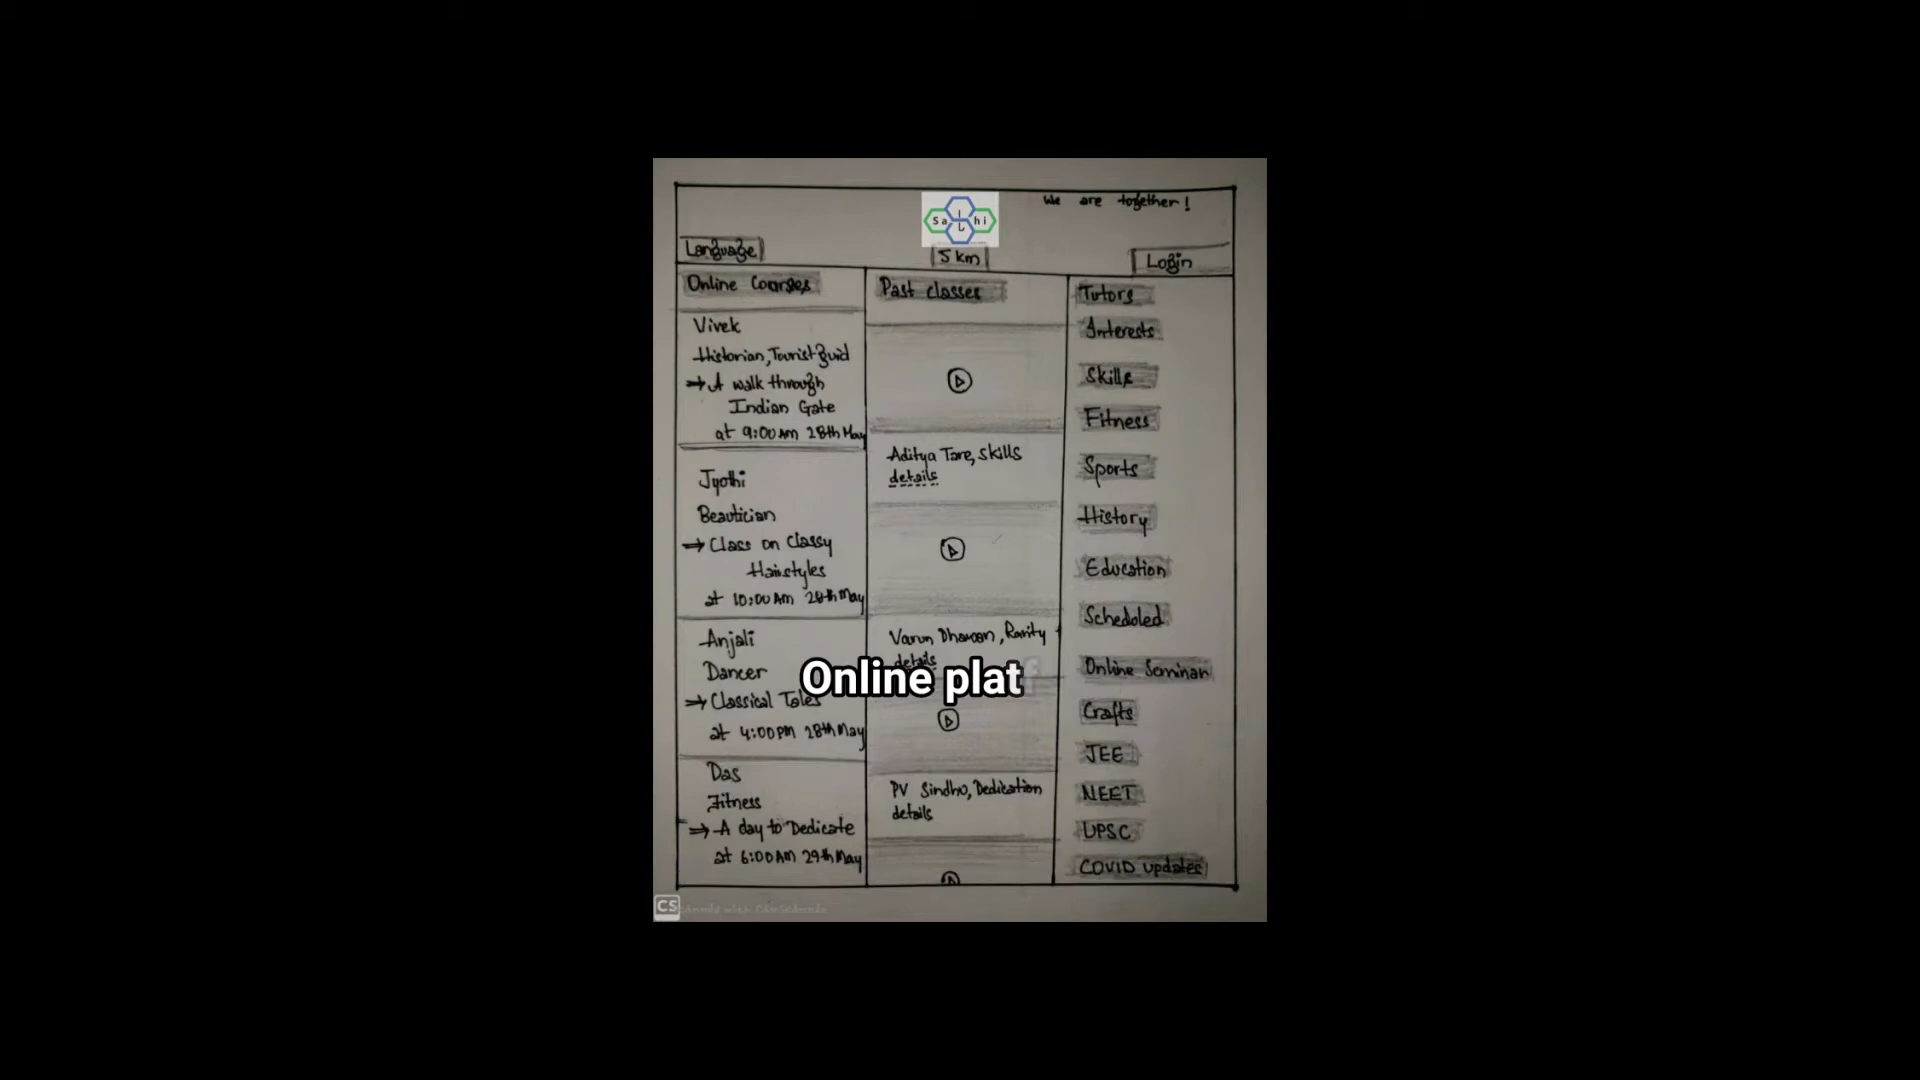 We are together!
Sa
thi
Language
5 km
Login
Online Courses
Vivek
Historian, Tourist guid
→ A walk through
Indian Gate
at 9:00 AM 28th May
Jyothi
Beautician
→ Class on Classy
Hairstyles
at 10:00 AM 28th May
Anjali
Dancer
→ Classical Tales
at 4:00 PM 28th May
Das
Fitness
→ A day to Dedicate
at 6:00 AM 29th May
Past classes
Aditya Tare, skills
details
Varun Dhawan, Rarity
details
Online platf
PV Sindhu, Dedication
details
Tutors
Interests
Skills
Fitness
Sports
History
Education
Scheduled
Online Seminar
Crafts
JEE
NEET
UPSC
COVID updates
CS